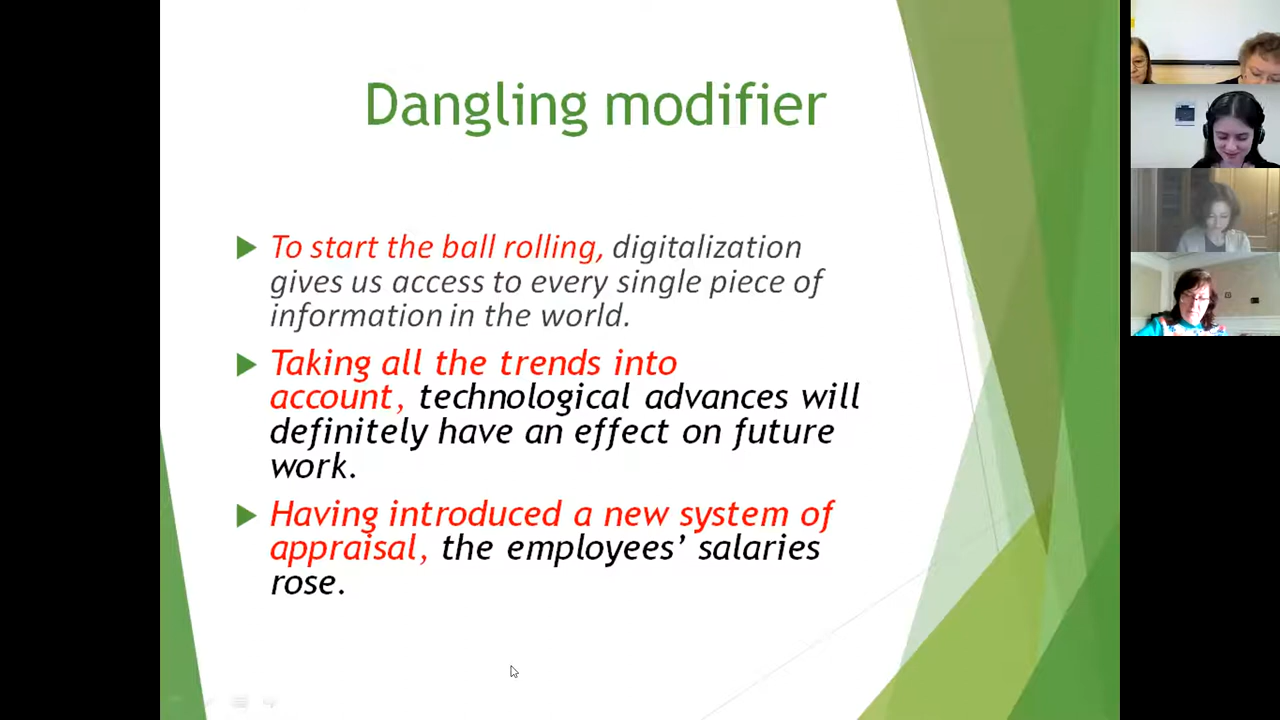 Dangling modifier
To start the ball rolling, digitalization
gives us access to every single piece of
information in the world.
Taking all the trends into
account, technological advances will
definitely have an effect on future
work.
Having introduced a new system of
appraisal, the employees’ salaries
rose.